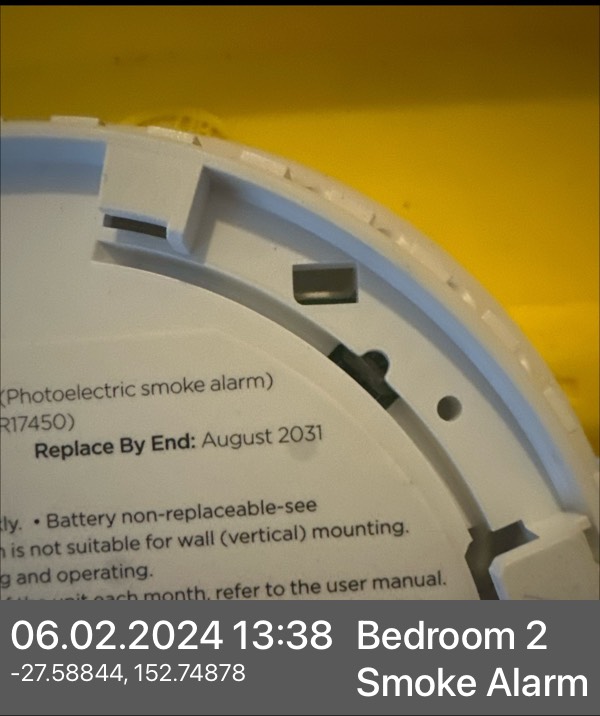 (Photoelectric smoke alarm)
R17450)
Replace By End: August 2031
• Battery non-replaceable-see
is not suitable for wall (vertical) mounting.
and operating.
unit each month, refer to the user manual.
06.02.2024 13:38
-27.58844, 152.74878
Bedroom 2
Smoke Alarm